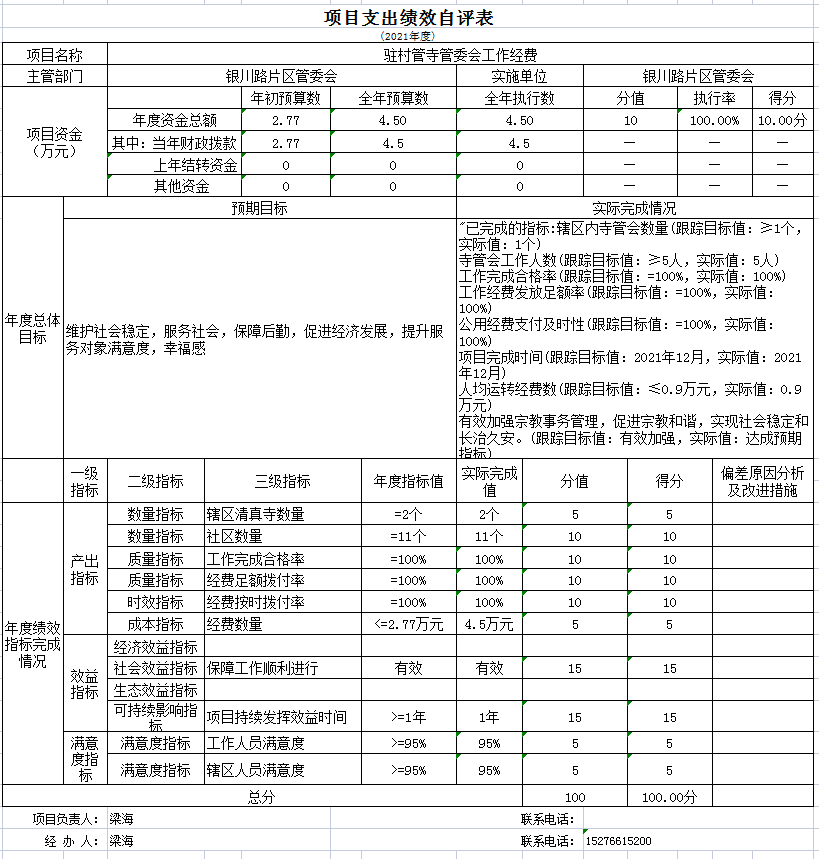 项目支出绩效自评表
(2021年度)
项目名称 驻村管寺管委会工作经费
主管部门 银川路片区管委会 实施单位 银川路片区管委会
项目资金（万元） 年初预算数 全年预算数 全年执行数 分值 执行率 得分
年度资金总额 2.77 4.50 4.50 10 100.00% 10.00分
其中：当年财政拨款 2.77 4.5 4.5 — — —
上年结转资金 0 0 0 — — —
其他资金 0 0 0 — — —
年度总体目标 预期目标 实际完成情况
维护社会稳定，服务社会，保障后勤，促进经济发展，提升服
务对象满意度，幸福感
"已完成的指标:辖区内寺管会数量(跟踪目标值：≥1个，
实际值：1个)
寺管会工作人数(跟踪目标值：≥5人，实际值：5人)
工作完成合格率(跟踪目标值：=100%，实际值：100%)
工作经费发放足额率(跟踪目标值：=100%，实际值：
100%)
公用经费支付及时性(跟踪目标值：=100%，实际值：
100%)
项目完成时间(跟踪目标值：2021年12月，实际值：2021
年12月)
人均运转经费数(跟踪目标值：≤0.9万元，实际值：0.9
万元)
有效加强宗教事务管理，促进宗教和谐，实现社会稳定和
长治久安。(跟踪目标值：有效加强，实际值：达成预期
指标)
一级指标 二级指标 三级指标 年度指标值 实际完成值 分值 得分 偏差原因分析及改进措施
年度绩效指标完成情况
产出指标
数量指标 辖区清真寺数量 =2个 2个 5 5
数量指标 社区数量 =11个 11个 10 10
质量指标 工作完成合格率 =100% 100% 10 10
质量指标 经费足额拨付率 =100% 100% 10 10
时效指标 经费按时拨付率 =100% 100% 10 10
成本指标 经费数量 <=2.77万元 4.5万元 5 5
效益指标
经济效益指标
社会效益指标 保障工作顺利进行 有效 有效 15 15
生态效益指标
可持续影响指标 项目持续发挥效益时间 >=1年 1年 15 15
满意度指标
满意度指标 工作人员满意度 >=95% 95% 5 5
满意度指标 辖区人员满意度 >=95% 95% 5 5
总分 100 100.00分
项目负责人： 梁海 联系电话：
经 办 人： 梁海 联系电话： 15276615200